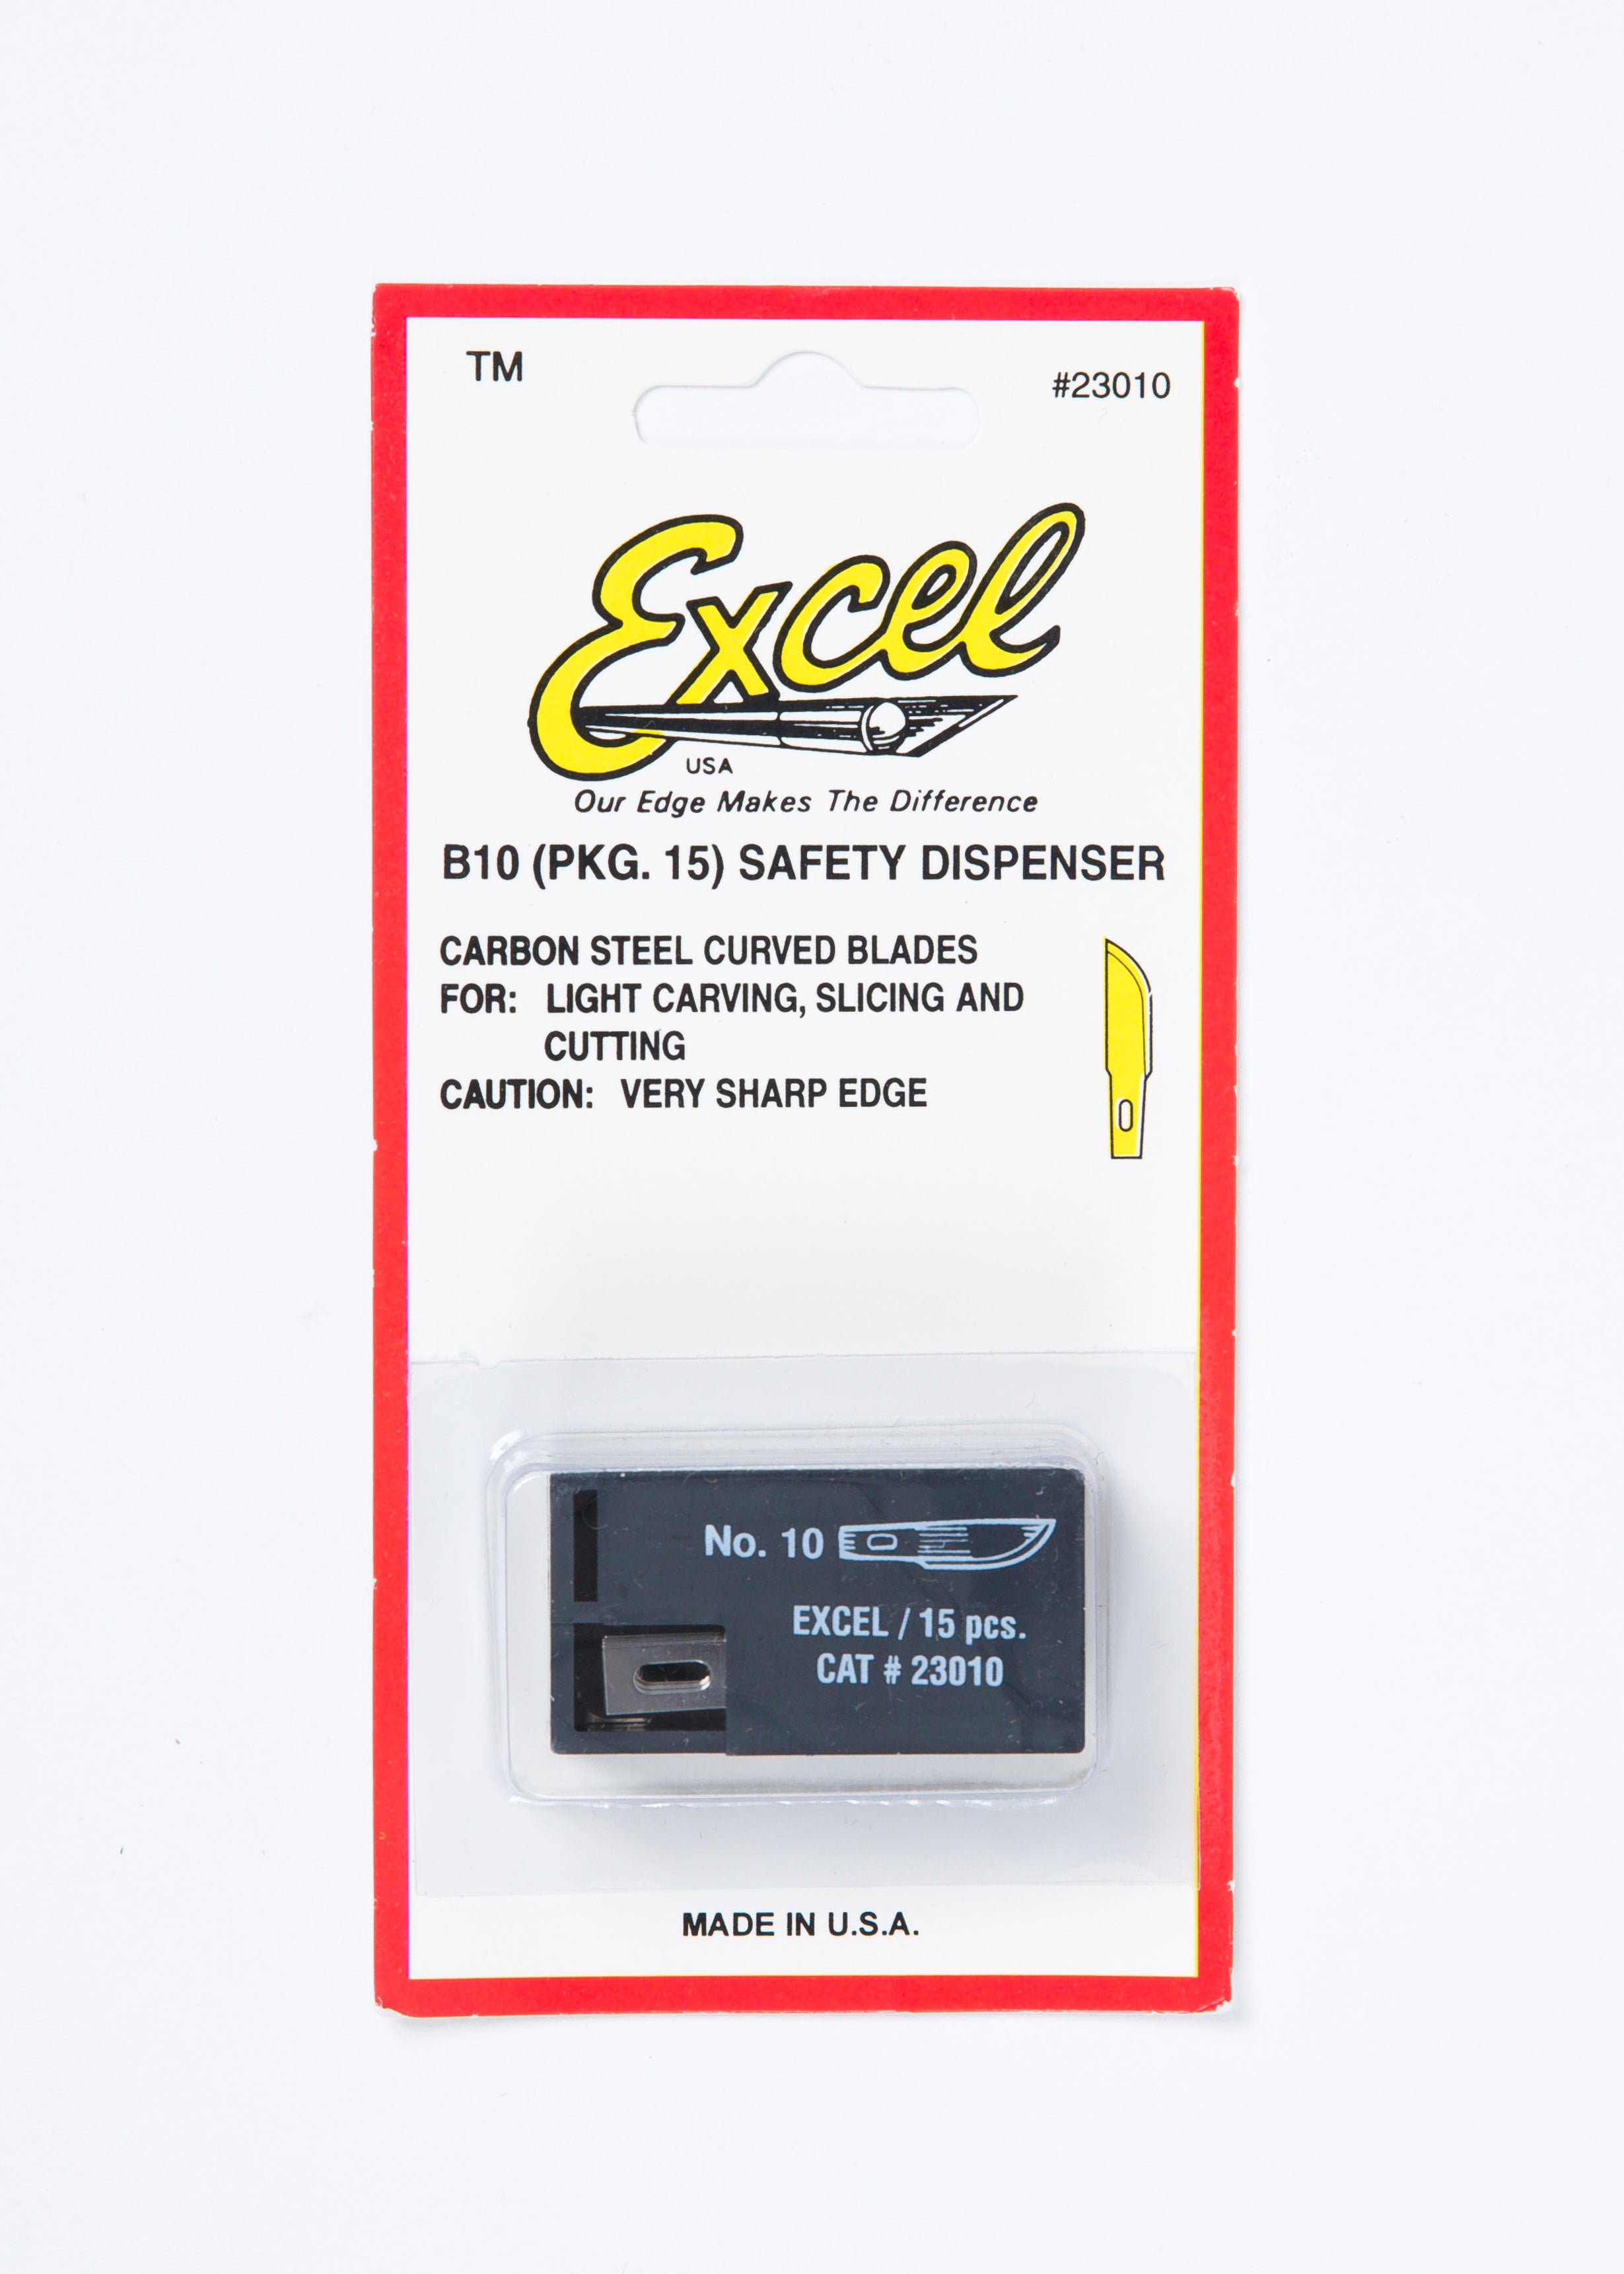 TM
#23010
Excel
USA
Our Edge Makes The Difference
B10 (PKG. 15) SAFETY DISPENSER
CARBON STEEL CURVED BLADES
FOR: LIGHT CARVING, SLICING AND
CUTTING
CAUTION: VERY SHARP EDGE
No. 10
EXCEL / 15 pcs.
CAT # 23010
MADE IN U.S.A.